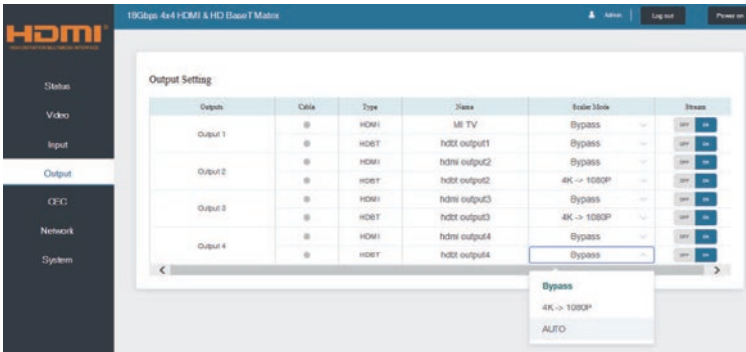 18Gbps 4x4 HDMI & HD BaseT Matrix
Admin
Log out
Power on
HDMI
HIGH-DEFINITION MULTIMEDIA INTERFACE
Status
Video
Input
Output
CEC
Network
System
Output Setting
Outputs Cable Type Name Scaler Mode Stream
Output 1
HDMI MI TV Bypass OFF ON
HDBT hdbt output1 Bypass OFF ON
Output 2
HDMI hdmi output2 Bypass OFF ON
HDBT hdbt output2 4K -> 1080P OFF ON
Output 3
HDMI hdmi output3 Bypass OFF ON
HDBT hdbt output3 4K -> 1080P OFF ON
Output 4
HDMI hdmi output4 Bypass OFF ON
HDBT hdbt output4 Bypass OFF ON
Bypass
4K -> 1080P
AUTO